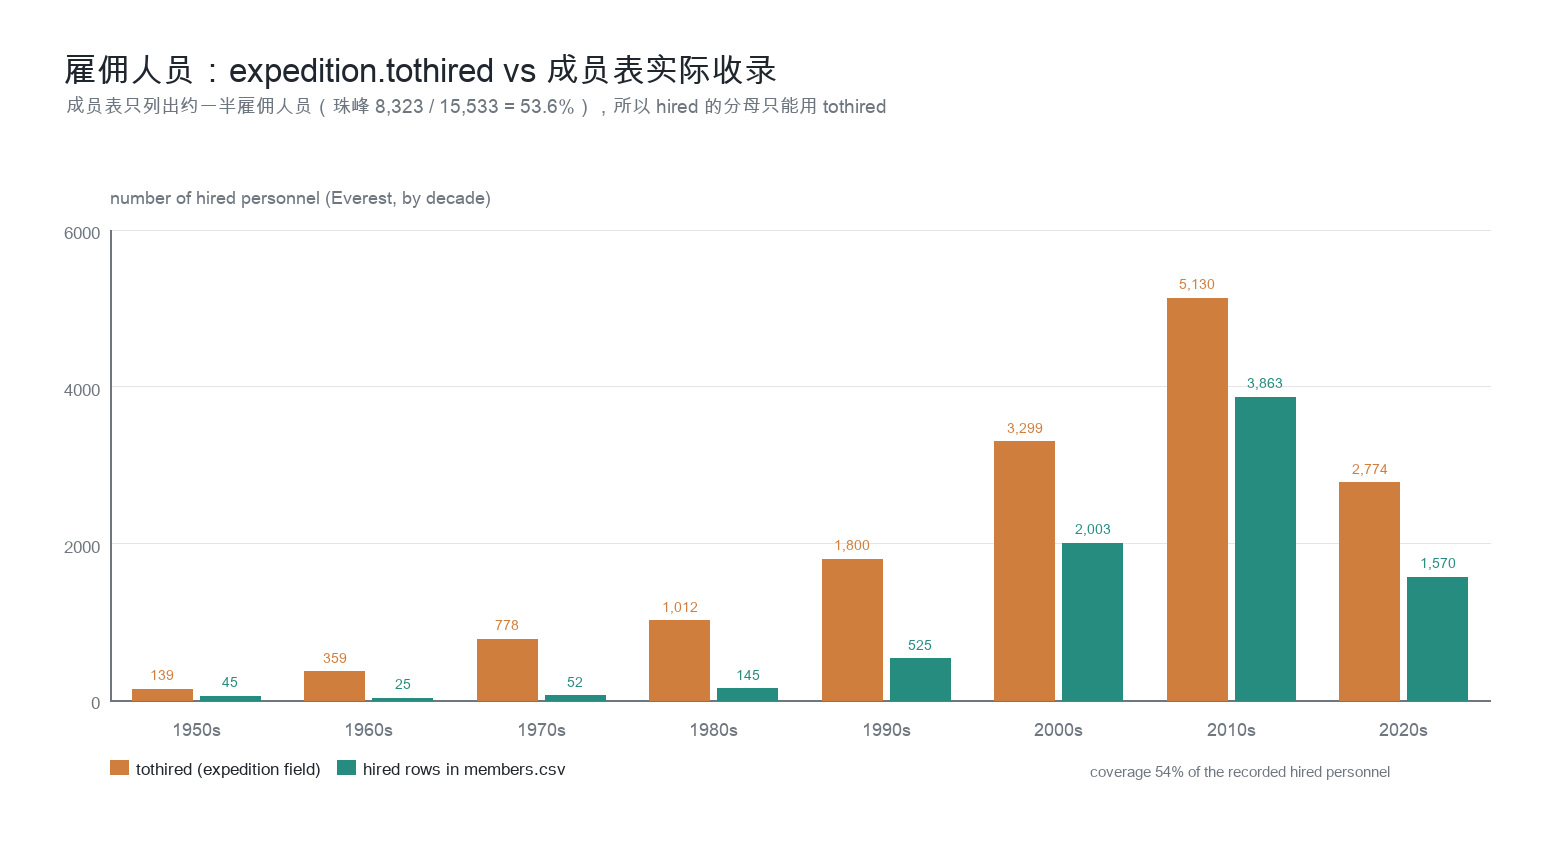 雇佣人员：expedition.tothired vs 成员表实际收录
成员表只列出约一半雇佣人员（珠峰 8,323 / 15,533 = 53.6%），所以 hired 的分母只能用 tothired
number of hired personnel (Everest, by decade)
6000
4000
2000
0
139
45
359
25
778
52
1,012
145
1,800
525
3,299
2,003
5,130
3,863
2,774
1,570
1950s
1960s
1970s
1980s
1990s
2000s
2010s
2020s
tothired (expedition field)
hired rows in members.csv
coverage 54% of the recorded hired personnel